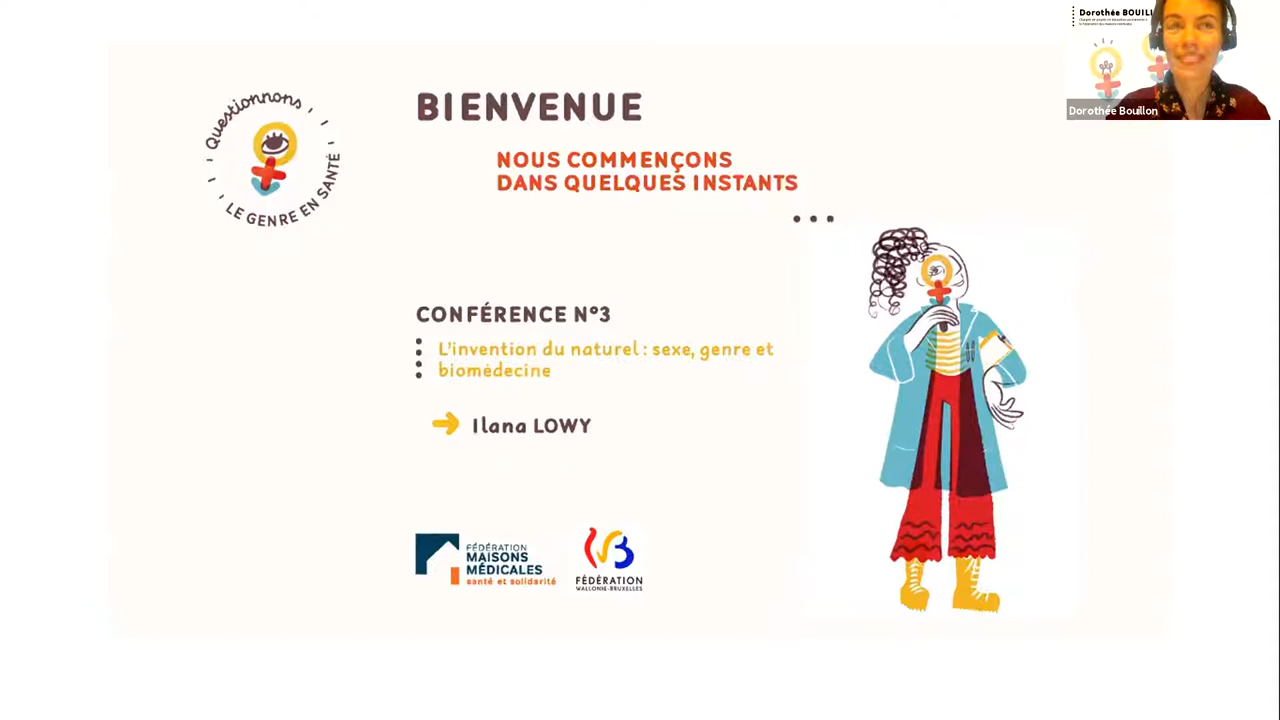 Questionnons
LE GENRE EN SANTÉ
BIENVENUE
NOUS COMMENÇONS
DANS QUELQUES INSTANTS
...
CONFÉRENCE N°3
L'invention du naturel : sexe, genre et
biomédecine
Ilana LOWY
FÉDÉRATION
MAISONS
MÉDICALES
santé et solidarité
FÉDÉRATION
WALLONIE-BRUXELLES
Dorothée BOUILL
Dorothée Bouillon